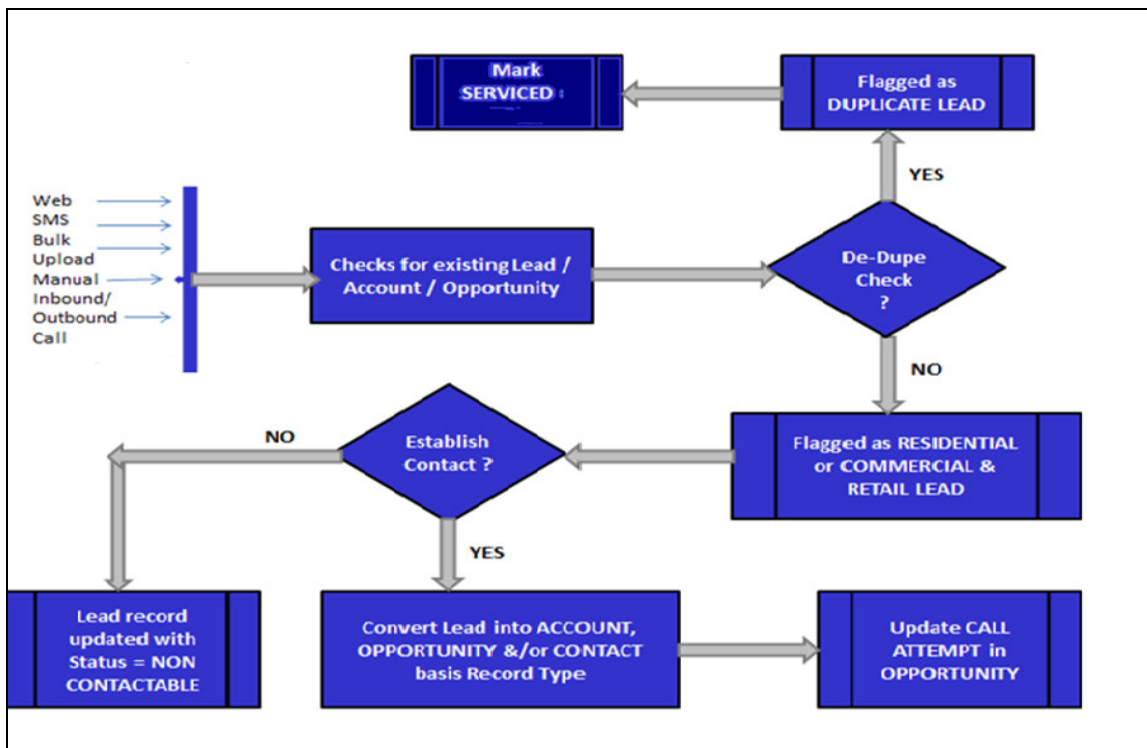 Mark
SERVICED :
Flagged as
DUPLICATE LEAD
YES
Web
SMS
Bulk
Upload
Manual
Inbound/
Outbound
Call
Checks for existing Lead /
Account / Opportunity
De-Dupe
Check
?
NO
NO
Establish
Contact ?
Flagged as RESIDENTIAL
or COMMERCIAL &
RETAIL LEAD
YES
Lead record
updated with
Status = NON
CONTACTABLE
Convert Lead into ACCOUNT,
OPPORTUNITY &/or CONTACT
basis Record Type
Update CALL
ATTEMPT in
OPPORTUNITY